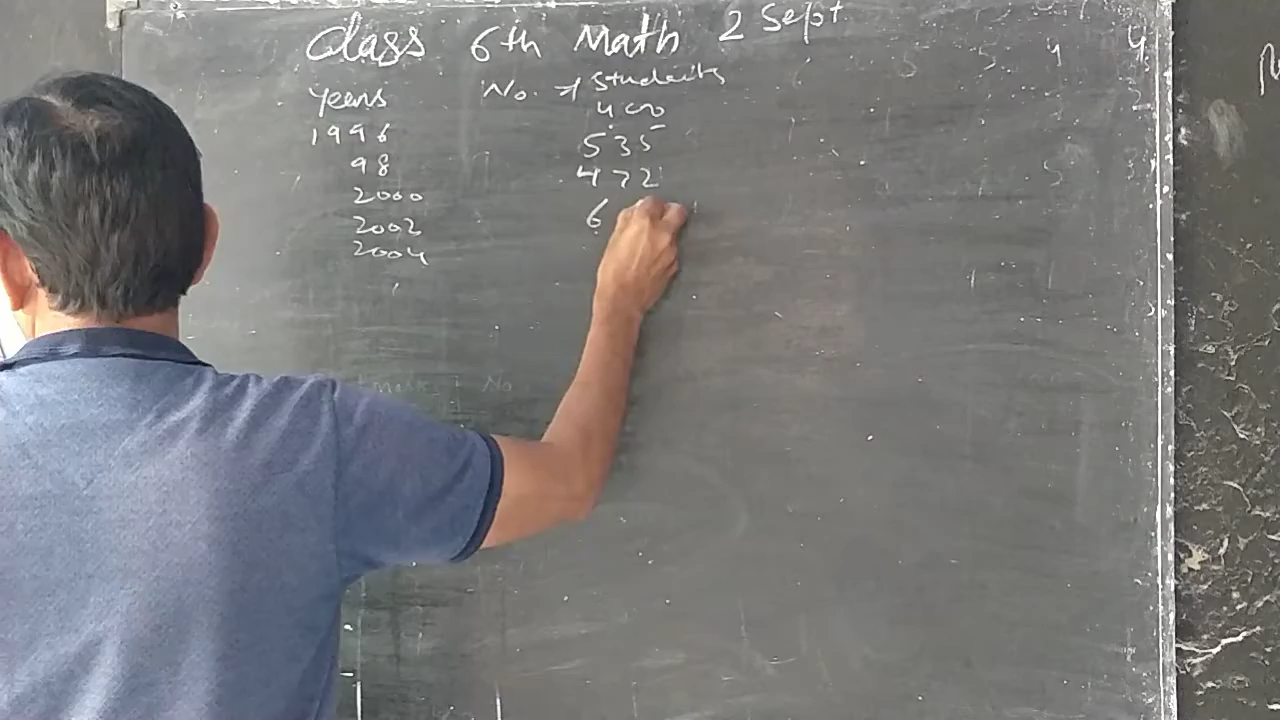 Class 6th Math 2 Sept
Years No. of Students
1996 400
98 535
2000 472
2002 6
2004